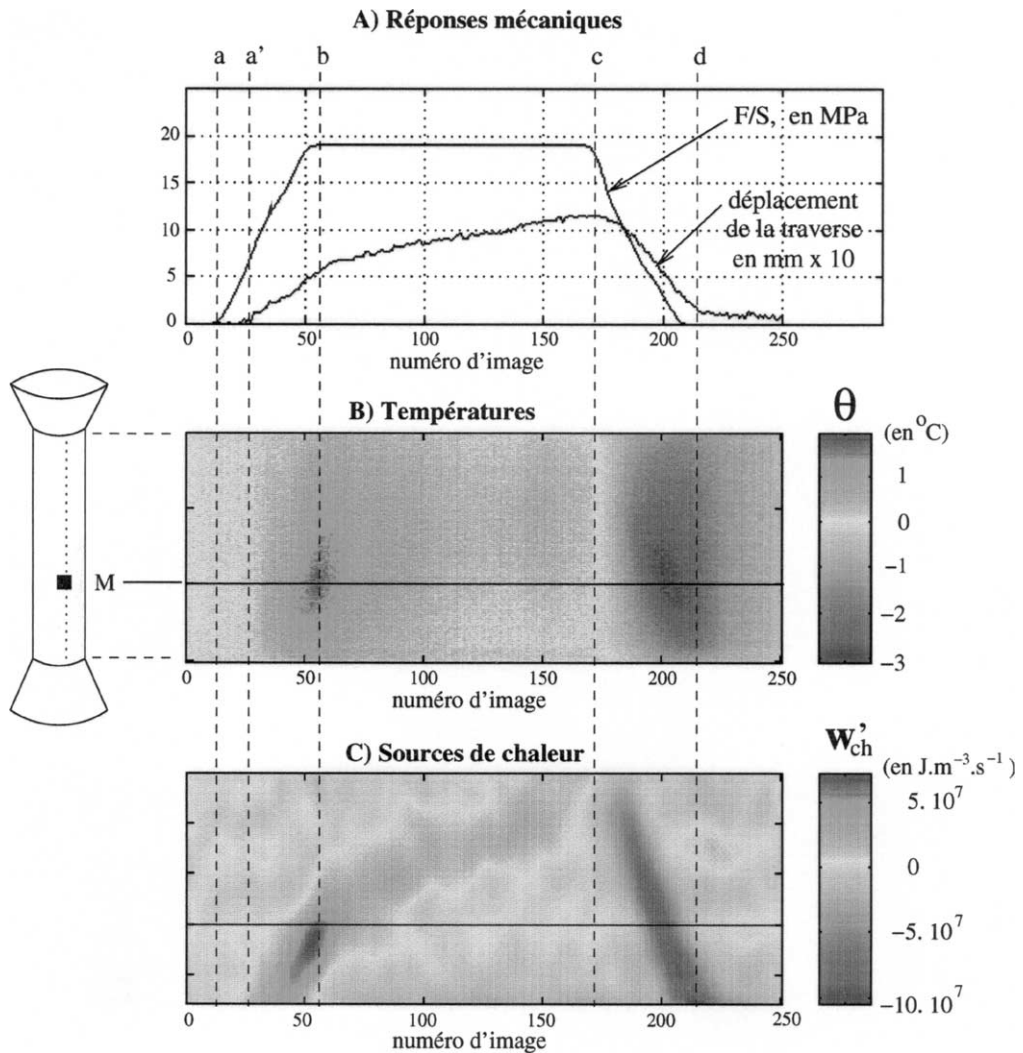 A) Réponses mécaniques
a a’ b c d
F/S, en MPa
déplacement
de la traverse
en mm x 10
20
15
10
5
0
0 50 100 150 200 250
numéro d’image
B) Températures
M
0 50 100 150 200 250
numéro d’image
θ
(en °C)
1
0
−1
−2
−3
C) Sources de chaleur
0 50 100 150 200 250
numéro d’image
w’ch
(en J.m⁻³.s⁻¹ )
5. 10⁷
0
−5. 10⁷
−10. 10⁷